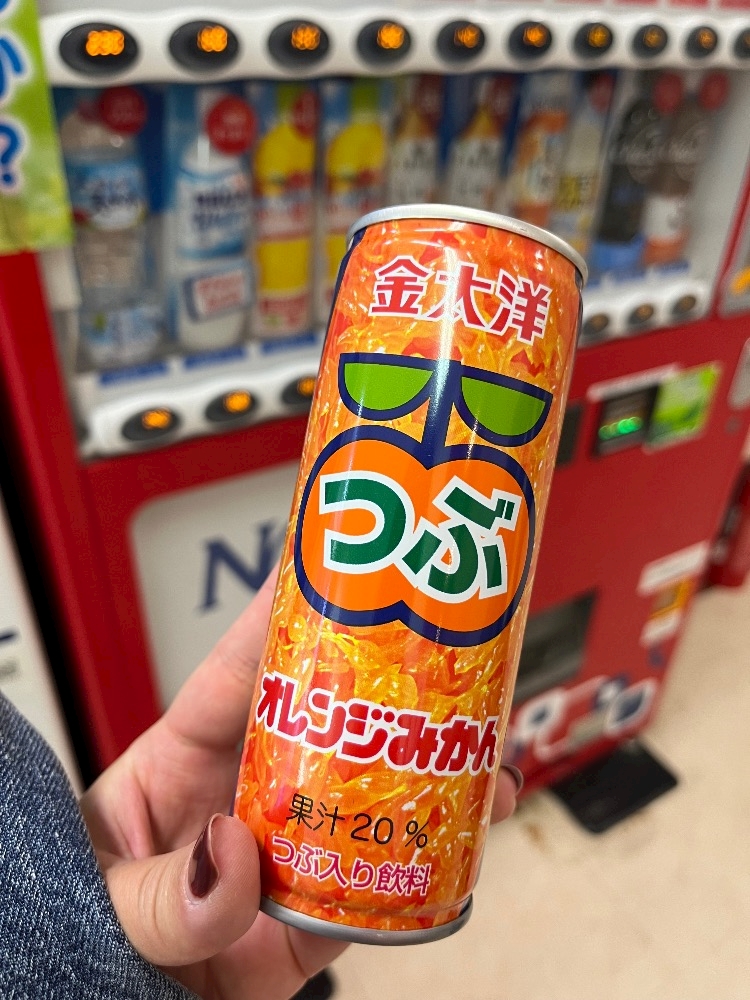 金太洋
つぶ
オレンジみかん
果汁20%
つぶ入り飲料